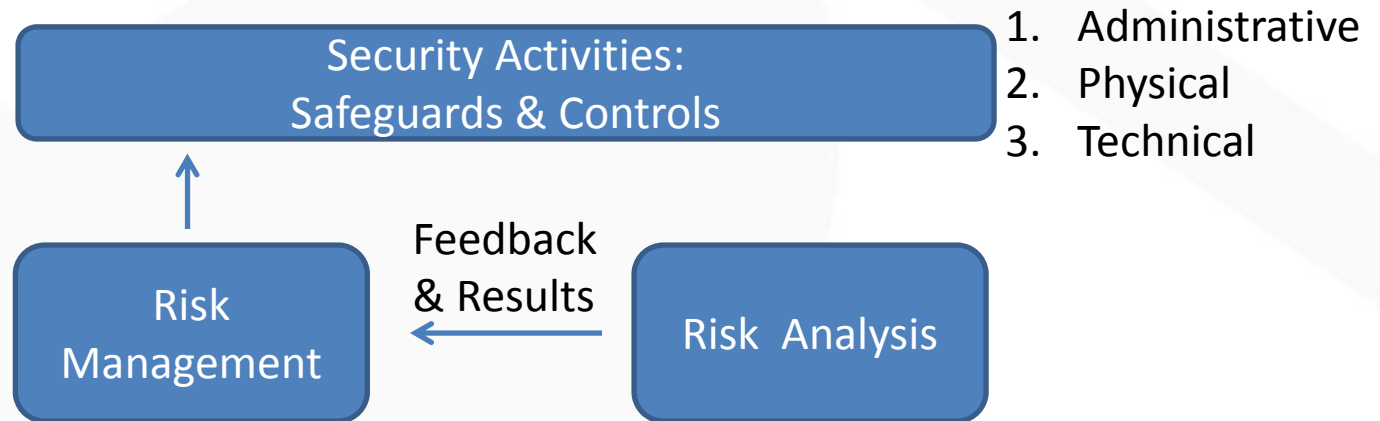 Security Activities:
Safeguards & Controls
1. Administrative
2. Physical
3. Technical
Feedback
& Results
Risk
Management
Risk Analysis